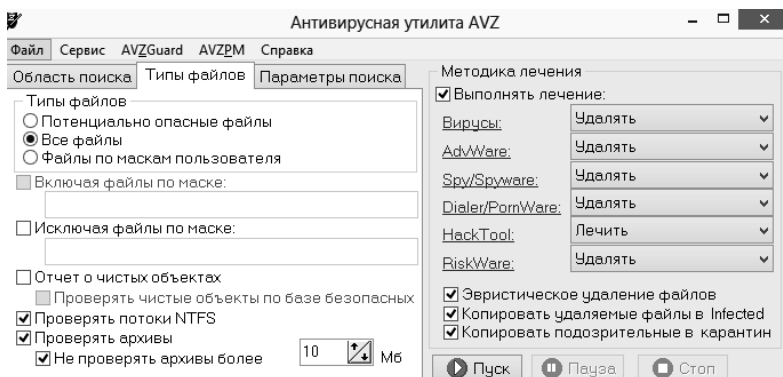 Антивирусная утилита AVZ
Файл Сервис AVZGuard AVZPM Справка
Область поиска Типы файлов Параметры поиска
Типы файлов
Потенциально опасные файлы
Все файлы
Файлы по маскам пользователя
Включая файлы по маске:
Исключая файлы по маске:
Отчет о чистых объектах
Проверять чистые объекты по базе безопасных
Проверять потоки NTFS
Проверять архивы
Не проверять архивы более 10 Мб
Методика лечения
Выполнять лечение:
Вирусы: Удалять
AdvWare: Удалять
Spy/Spyware: Удалять
Dialer/PornWare: Удалять
HackTool: Лечить
RiskWare: Удалять
Эвристическое удаление файлов
Копировать удаляемые файлы в Infected
Копировать подозрительные в карантин
Пуск Пауза Стоп